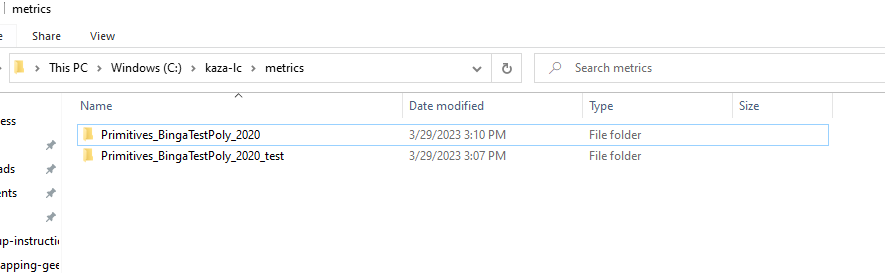 metrics
Share View
This PC > Windows (C:) > kaza-lc > metrics
Search metrics
Name Date modified Type Size
Primitives_BingaTestPoly_2020 3/29/2023 3:10 PM File folder
Primitives_BingaTestPoly_2020_test 3/29/2023 3:07 PM File folder
ess
ads
ents
up-instructio
apping-gee